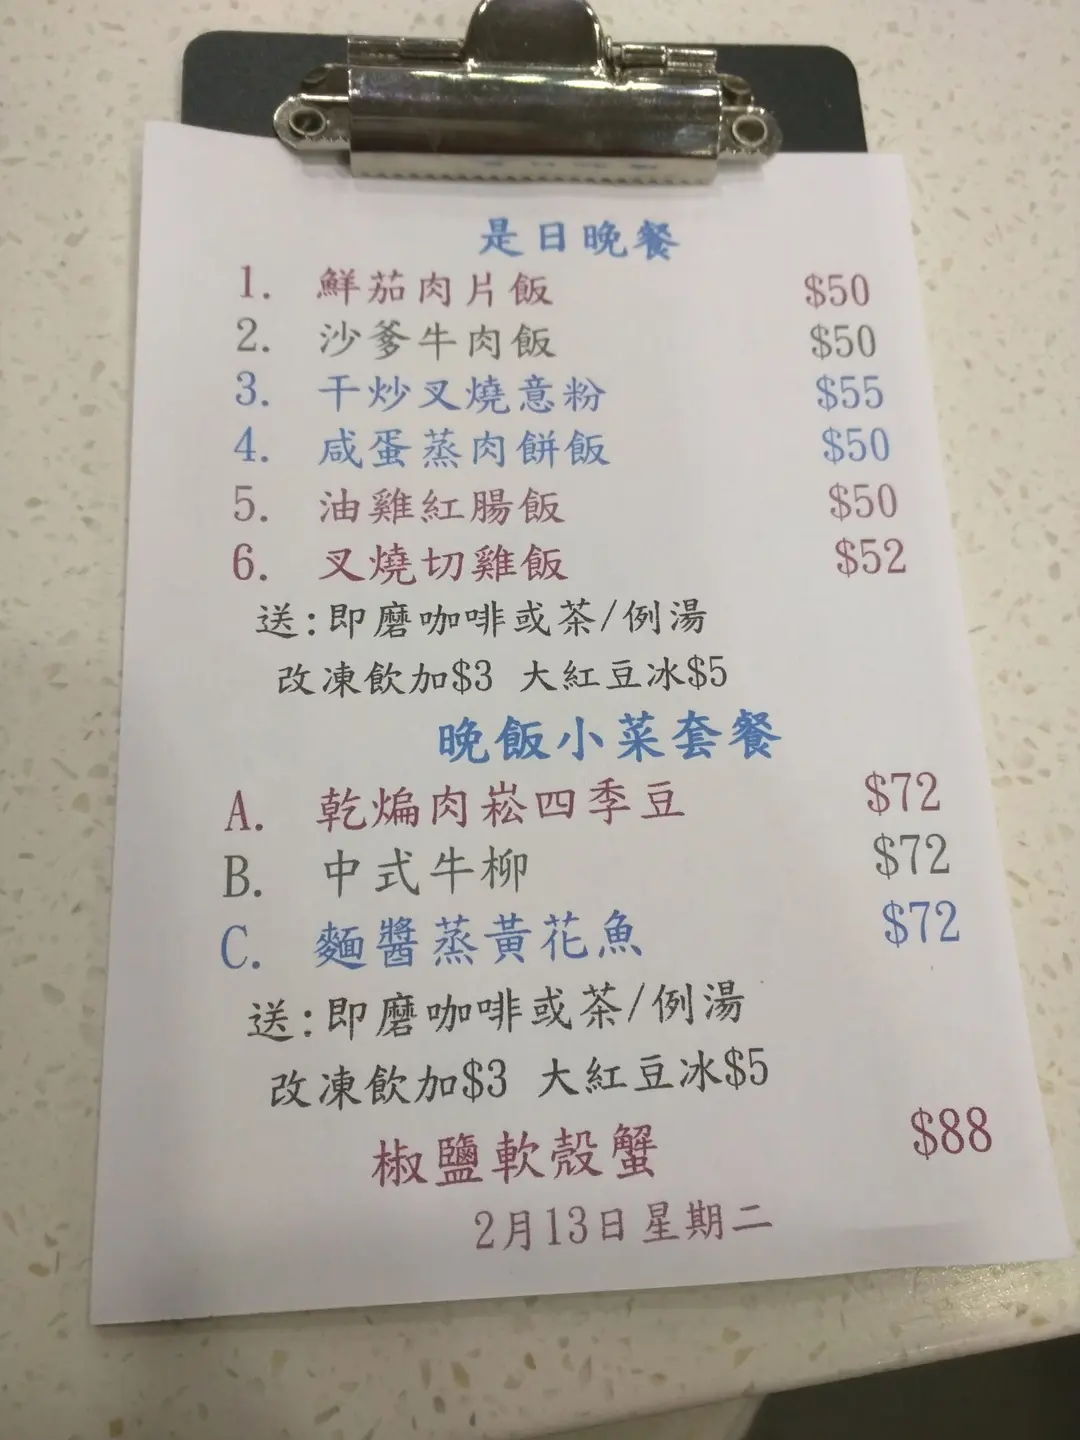 是日晚餐
1. 鮮茄肉片飯 $50
2. 沙爹牛肉飯 $50
3. 干炒叉燒意粉 $55
4. 咸蛋蒸肉餅飯 $50
5. 油雞紅腸飯 $50
6. 叉燒切雞飯 $52
送:即磨咖啡或茶/例湯
改凍飲加$3 大紅豆冰$5
晚飯小菜套餐
A. 乾煸肉崧四季豆 $72
B. 中式牛柳 $72
C. 麵醬蒸黃花魚 $72
送:即磨咖啡或茶/例湯
改凍飲加$3 大紅豆冰$5
椒鹽軟殼蟹 $88
2月13日星期二